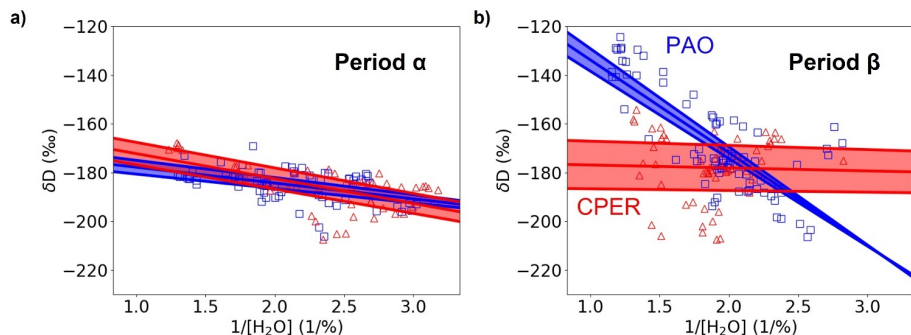 a)
Period α
δD (‰)
−120
−140
−160
−180
−200
−220
1.0 1.5 2.0 2.5 3.0
1/[H₂O] (1/%)
b)
PAO
Period β
CPER
δD (‰)
−120
−140
−160
−180
−200
−220
1.0 1.5 2.0 2.5 3.0
1/[H₂O] (1/%)